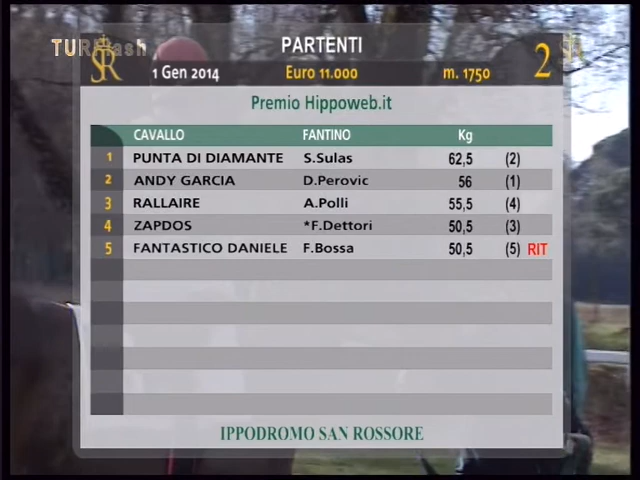 TURFflash
SR
PARTENTI
2
1 Gen 2014 Euro 11.000 m. 1750
Premio Hippoweb.it
CAVALLO FANTINO Kg
1 PUNTA DI DIAMANTE S.Sulas 62,5 (2)
2 ANDY GARCIA D.Perovic 56 (1)
3 RALLAIRE A.Polli 55,5 (4)
4 ZAPDOS *F.Dettori 50,5 (3)
5 FANTASTICO DANIELE F.Bossa 50,5 (5) RIT
IPPODROMO SAN ROSSORE